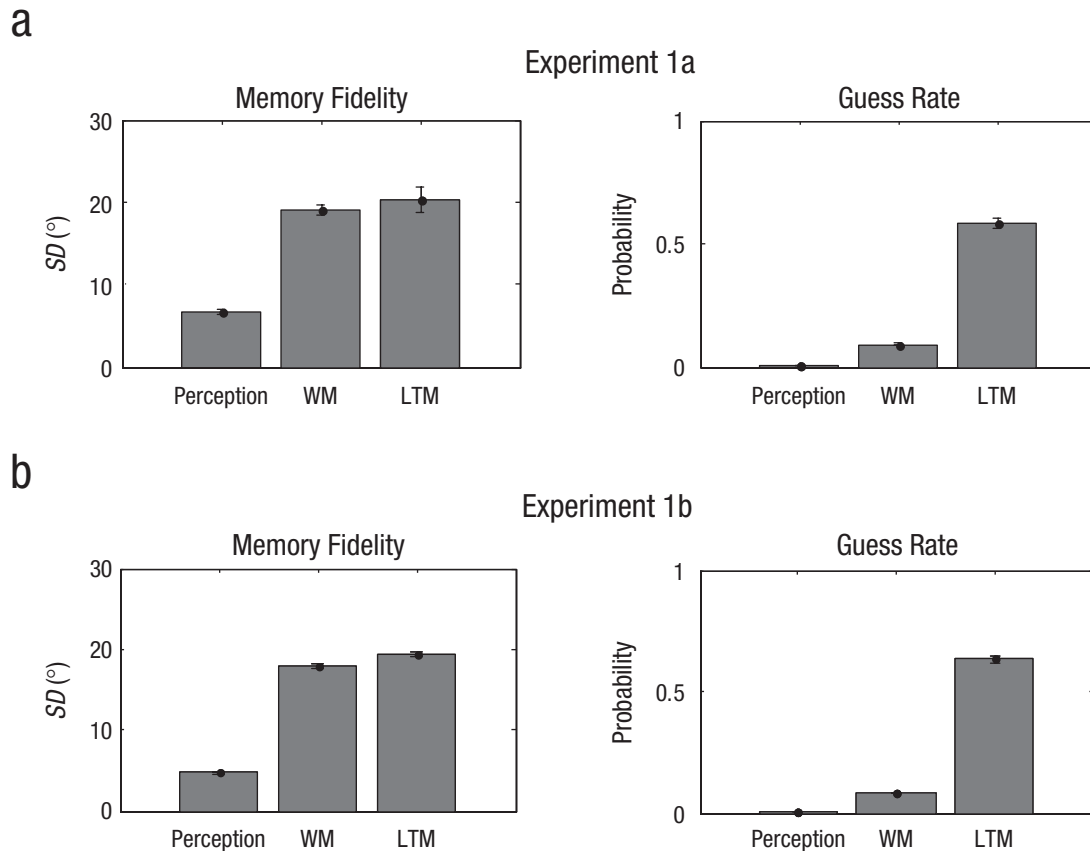 a
Experiment 1a
Memory Fidelity
30
20
10
0
SD (°)
Perception WM LTM
Guess Rate
1
0.5
0
Probability
Perception WM LTM
b
Experiment 1b
Memory Fidelity
30
20
10
0
SD (°)
Perception WM LTM
Guess Rate
1
0.5
0
Probability
Perception WM LTM